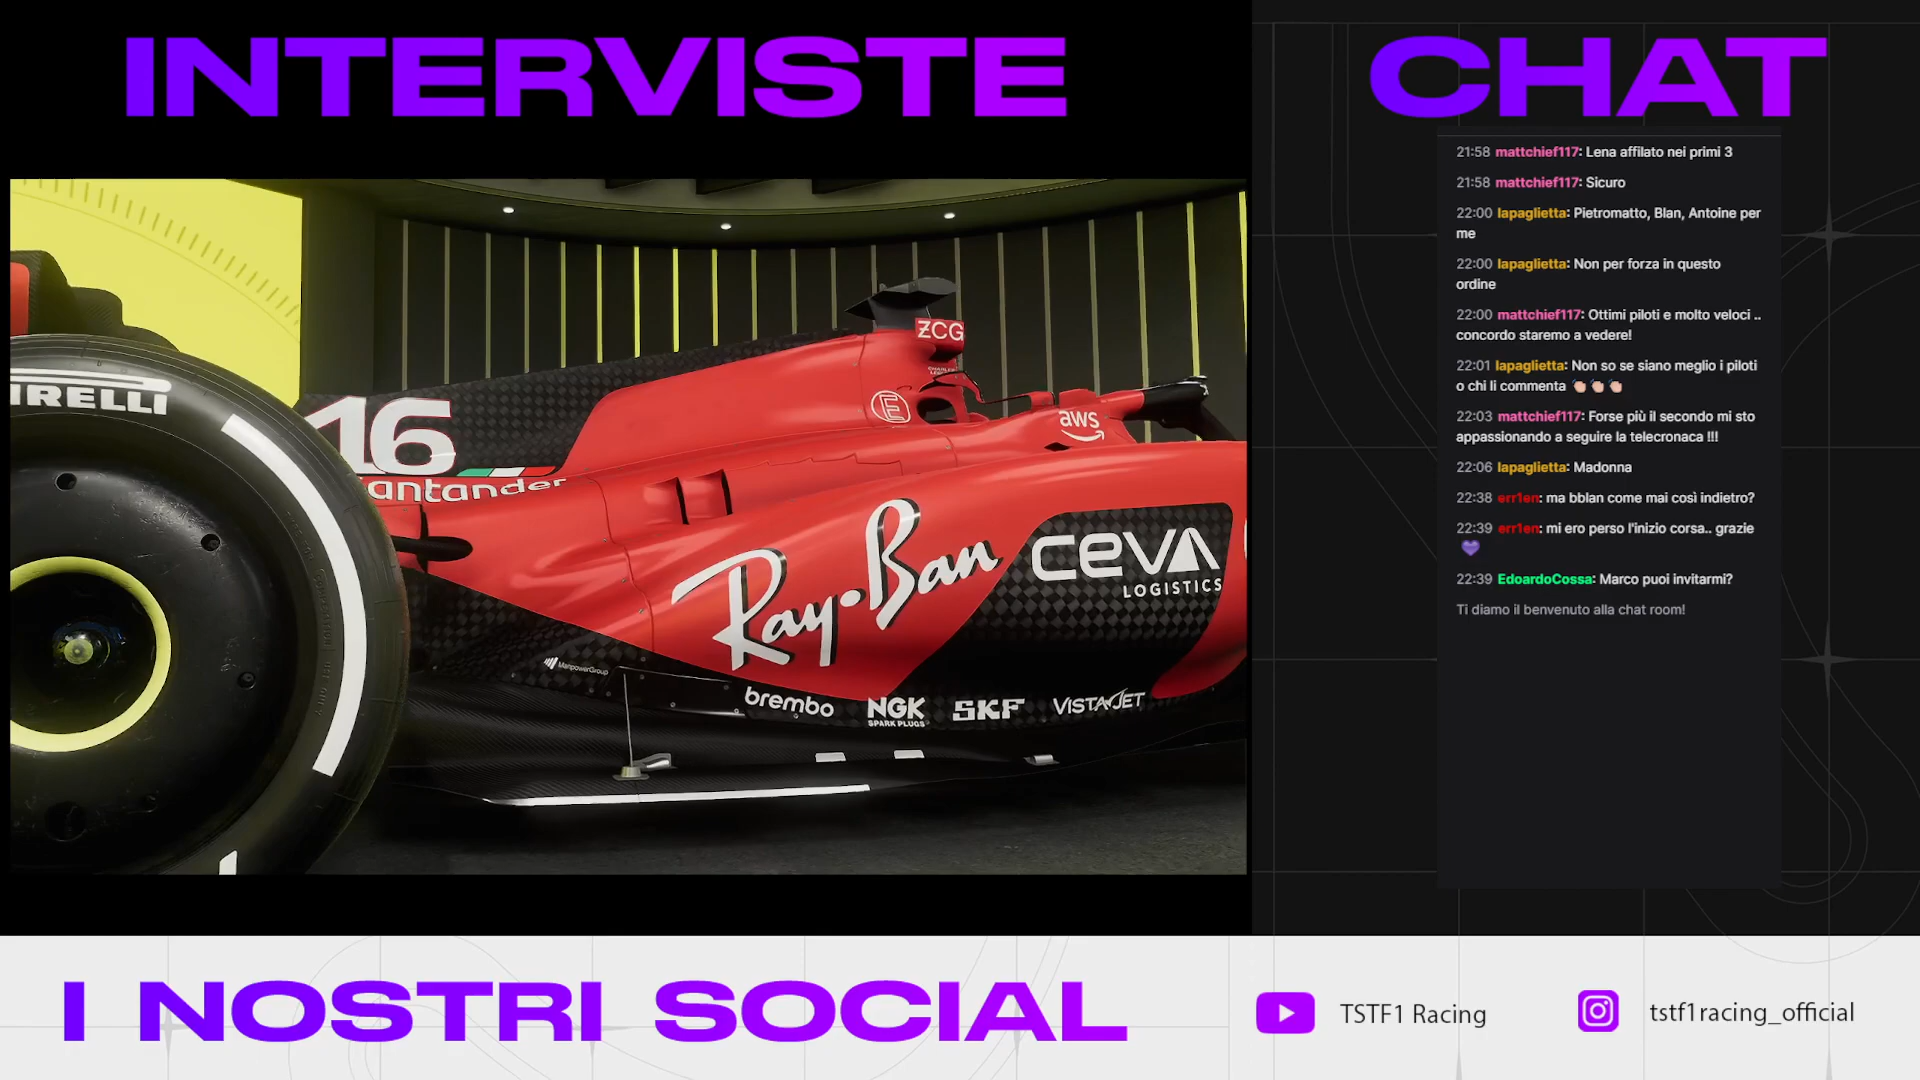 INTERVISTE
CHAT
21:58 mattchief117: Lena affilato nei primi 3
21:58 mattchief117: Sicuro
22:00 lapaglietta: Pietromatto, Blan, Antoine per
me
22:00 lapaglietta: Non per forza in questo
ordine
22:00 mattchief117: Ottimi piloti e molto veloci ..
concordo staremo a vedere!
22:01 lapaglietta: Non so se siano meglio i piloti
o chi li commenta 👏🏻👏🏻👏🏻
22:03 mattchief117: Forse più il secondo mi sto
appassionando a seguire la telecronaca !!!
22:06 lapaglietta: Madonna
22:38 err1en: ma bblan come mai così indietro?
22:39 err1en: mi ero perso l'inizio corsa.. grazie
💜
22:39 EdoardoCossa: Marco puoi invitarmi?
Ti diamo il benvenuto alla chat room!
ZCG
IRELLI
16
antander
E
aws
Ray-Ban
CEVA
LOGISTICS
ManpowerGroup
brembo
NGK
SPARK PLUGS
SKF
VISTAJET
I NOSTRI SOCIAL
TSTF1 Racing
tstf1racing_official